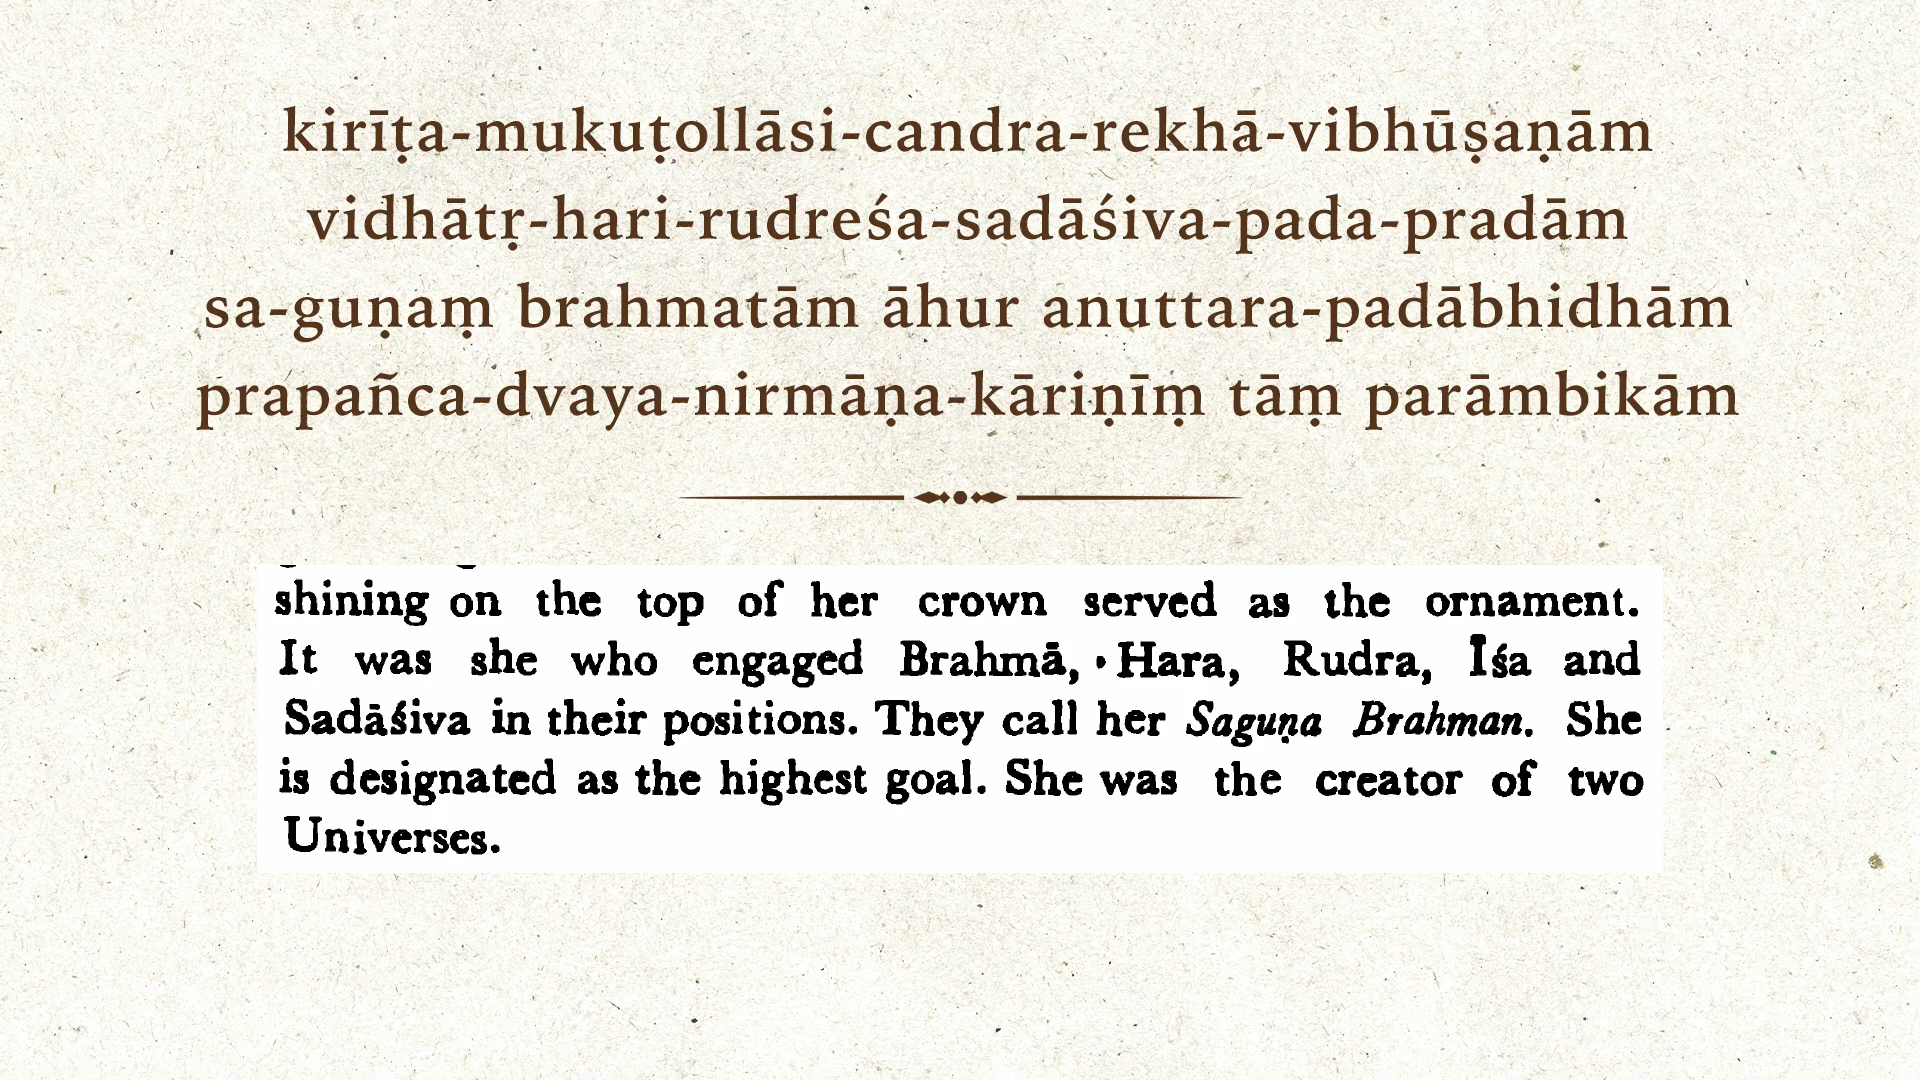 kirīṭa-mukuṭollāsi-candra-rekhā-vibhūṣaṇām
vidhātṛ-hari-rudreśa-sadāśiva-pada-pradām
sa-guṇaṃ brahmatām āhur anuttara-padābhidhām
prapañca-dvaya-nirmāṇa-kāriṇīṃ tāṃ parāmbikām
shining on the top of her crown served as the ornament.
It was she who engaged Brahmā, Hara, Rudra, Īśa and
Sadāśiva in their positions. They call her Saguṇa Brahman. She
is designated as the highest goal. She was the creator of two
Universes.